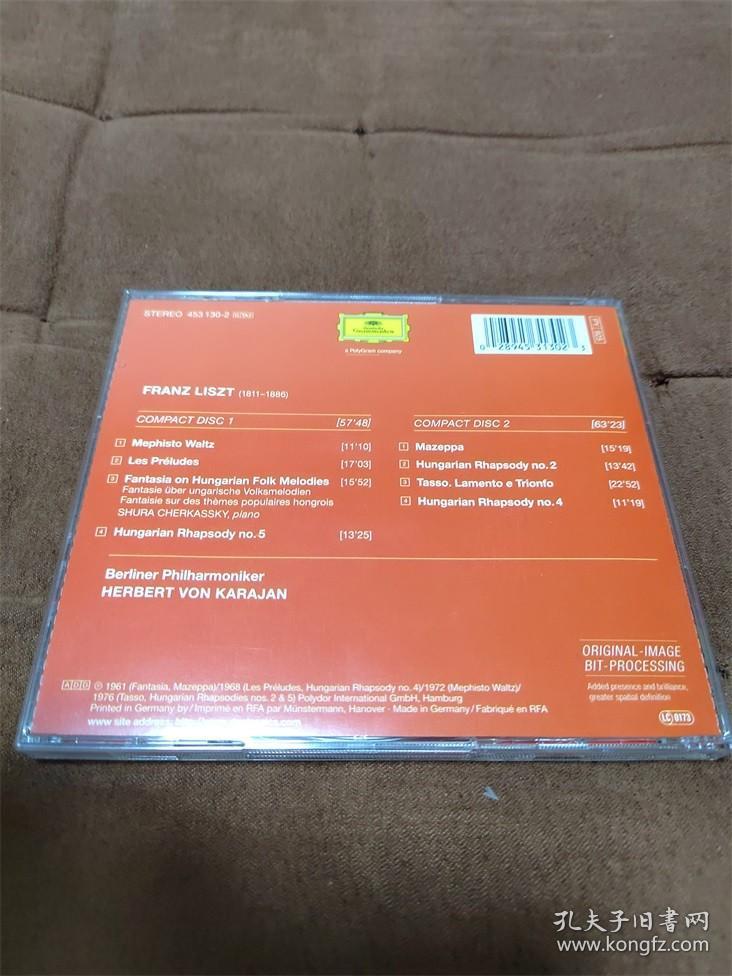 STEREO 453 130-2
Deutsche
Grammophon
a PolyGram company
0 28945 31302 3
FRANZ LISZT (1811–1886)
COMPACT DISC 1 [57'48]
1 Mephisto Waltz [11'10]
2 Les Préludes [17'03]
3 Fantasia on Hungarian Folk Melodies [15'52]
Fantasie über ungarische Volksmelodien
Fantaisie sur des thèmes populaires hongrois
SHURA CHERKASSKY, piano
4 Hungarian Rhapsody no. 5 [13'25]
COMPACT DISC 2 [63'23]
1 Mazeppa [15'19]
2 Hungarian Rhapsody no. 2 [13'42]
3 Tasso. Lamento e Trionfo [22'52]
4 Hungarian Rhapsody no. 4 [11'19]
Berliner Philharmoniker
HERBERT VON KARAJAN
ORIGINAL-IMAGE
BIT-PROCESSING
Added presence and brilliance,
greater spatial definition
ADD ℗ 1961 (Fantasia, Mazeppa)/1968 (Les Préludes, Hungarian Rhapsody no. 4)/1972 (Mephisto Waltz)/
1976 (Tasso, Hungarian Rhapsodies nos. 2 & 5) Polydor International GmbH, Hamburg
Printed in Germany by / Imprimé en RFA par Münstermann, Hanover · Made in Germany / Fabriqué en RFA
www site address:
LC 0173
孔夫子旧书网
www.kongfz.com